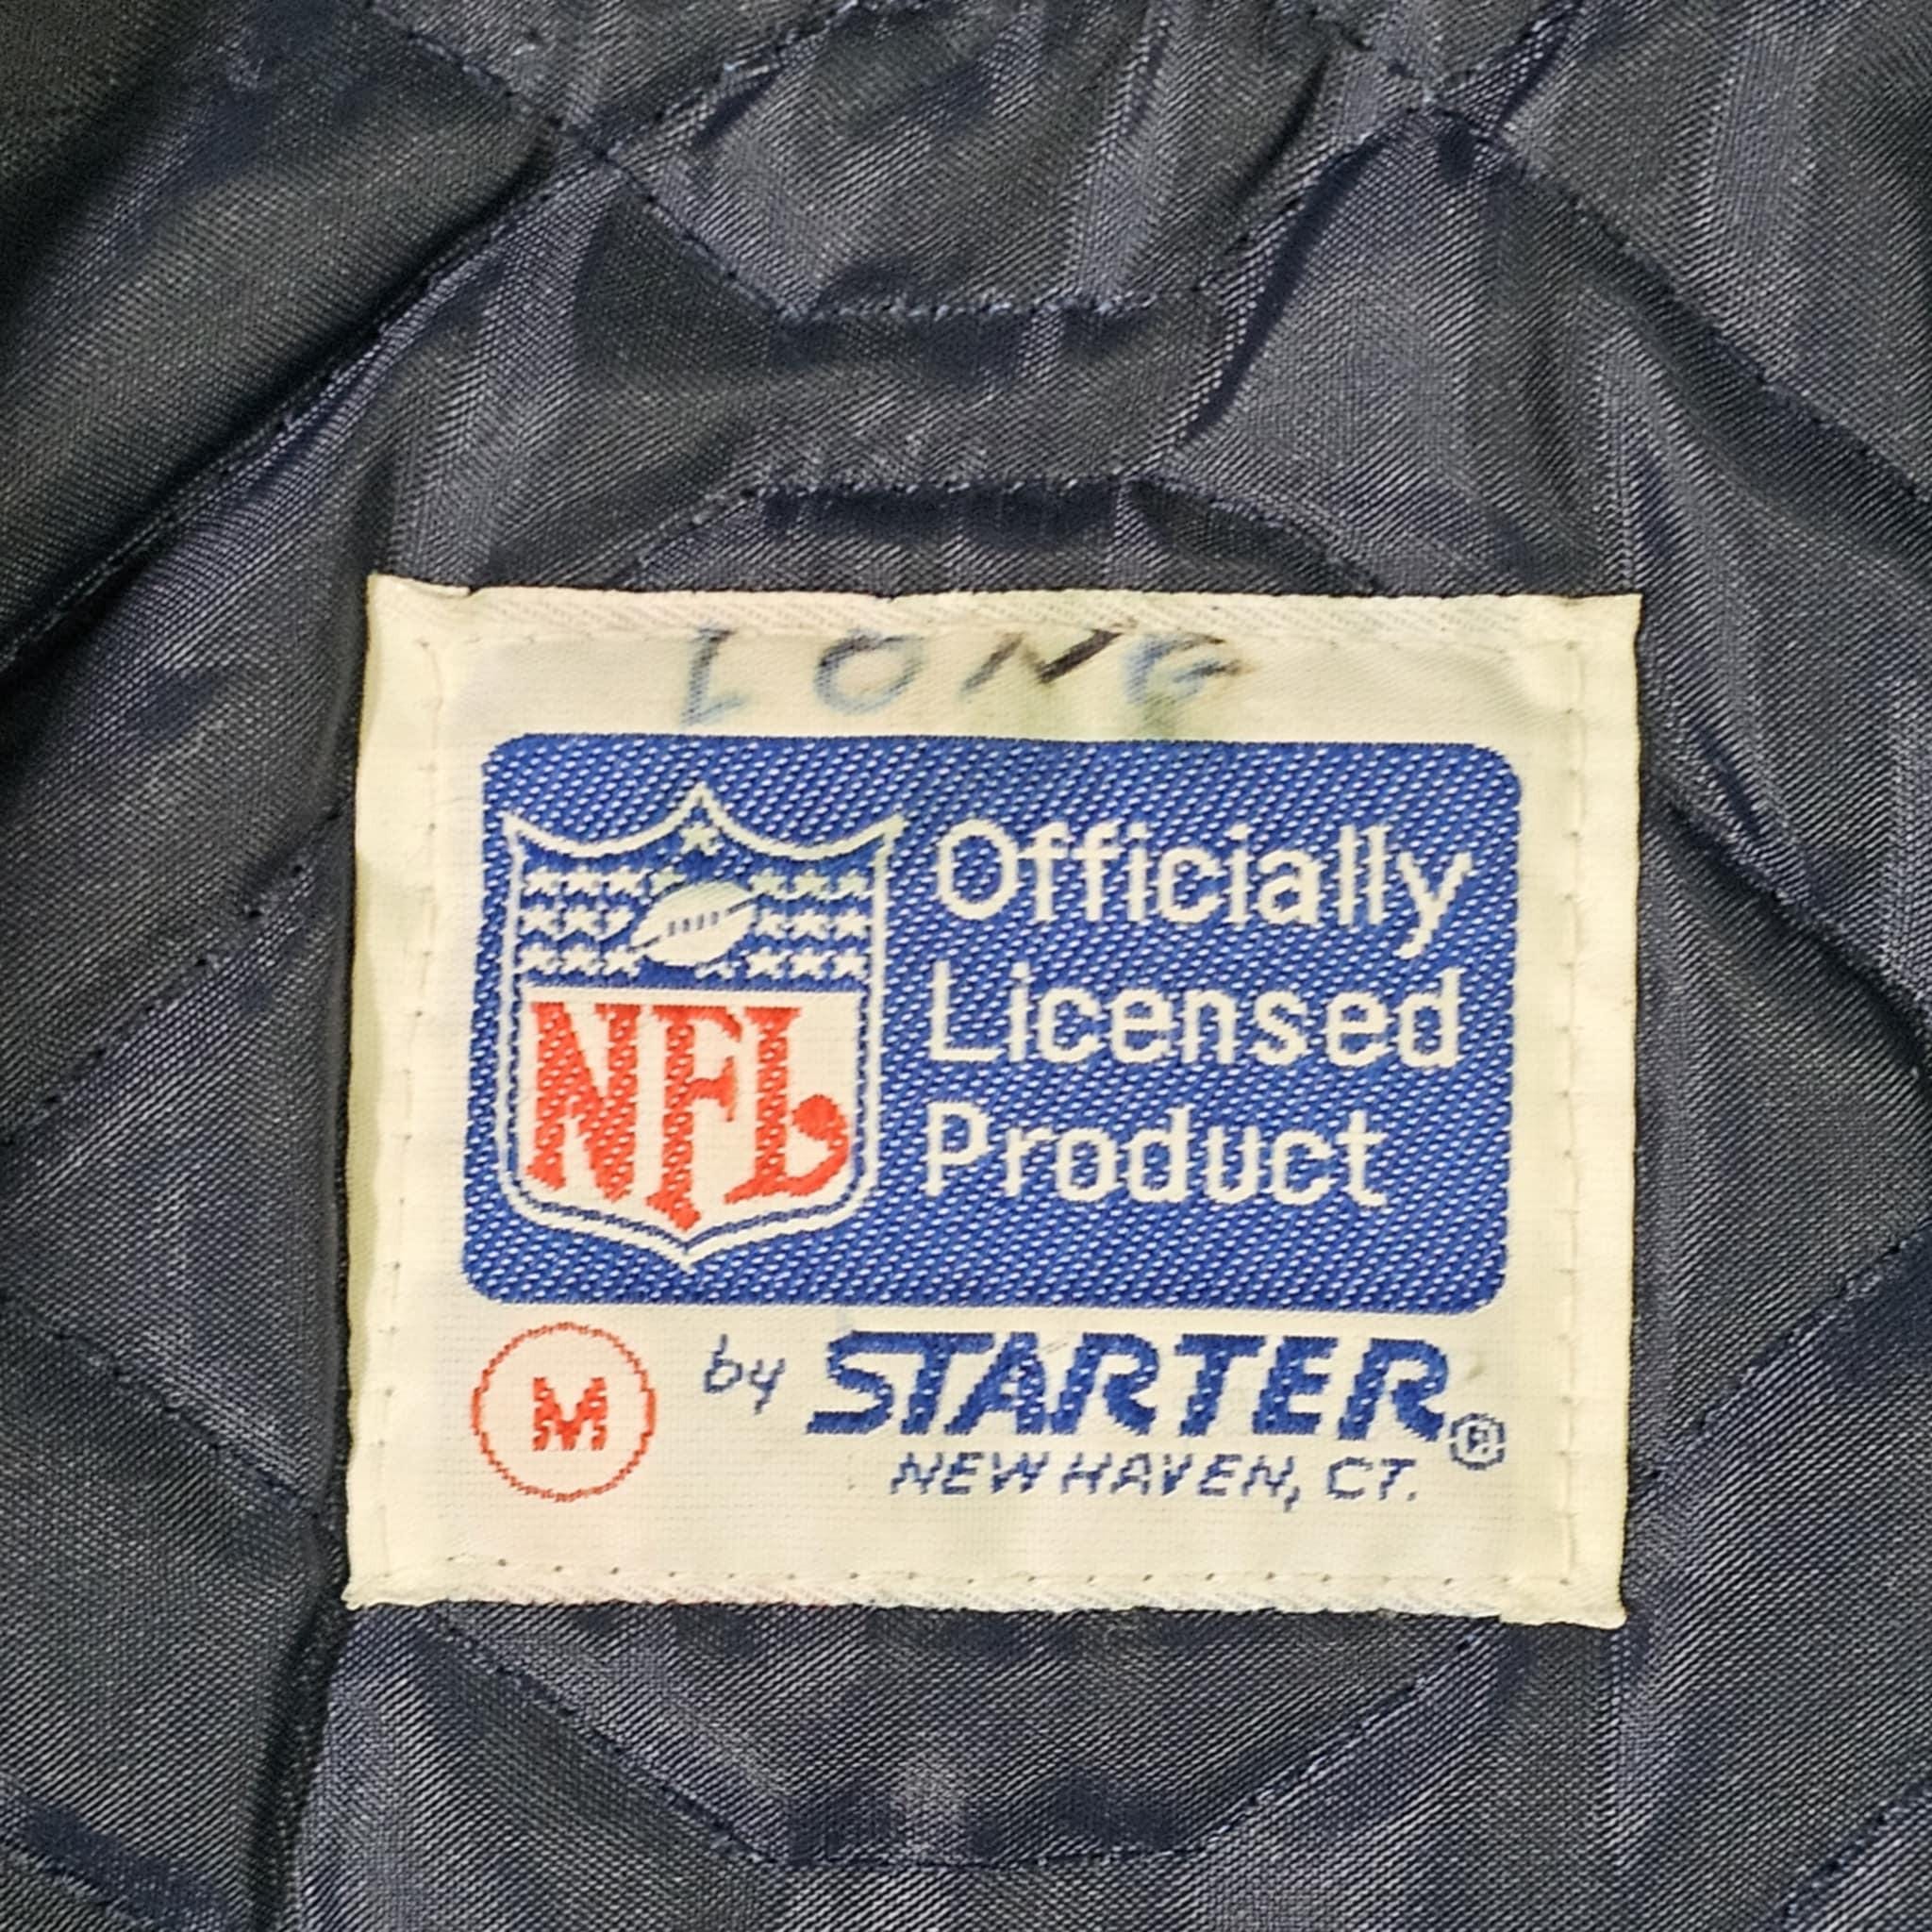 LONG
NFL
Officially
Licensed
Product
M
by STARTER®
NEW HAVEN, CT.